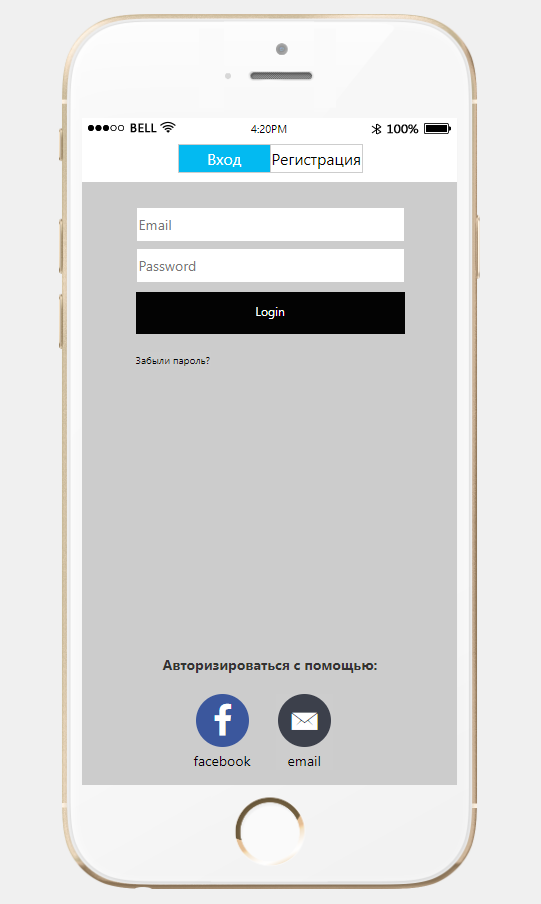 BELL 4:20PM 100%
Вход Регистрация
Email
Password
Login
Забыли пароль?
Авторизироваться с помощью:
facebook email